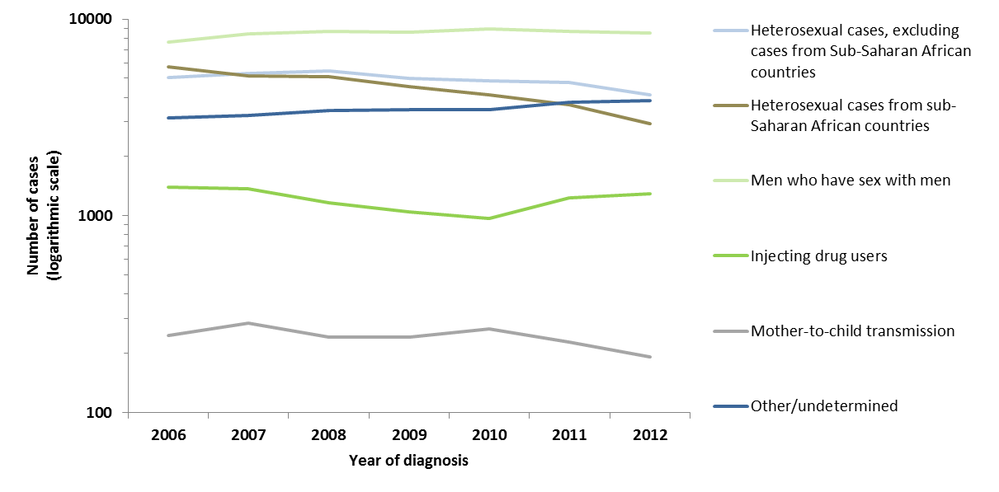 10000
1000
100
Number of cases
(logarithmic scale)
2006 2007 2008 2009 2010 2011 2012
Year of diagnosis
Heterosexual cases, excluding
cases from Sub-Saharan African
countries
Heterosexual cases from sub-
Saharan African countries
Men who have sex with men
Injecting drug users
Mother-to-child transmission
Other/undetermined